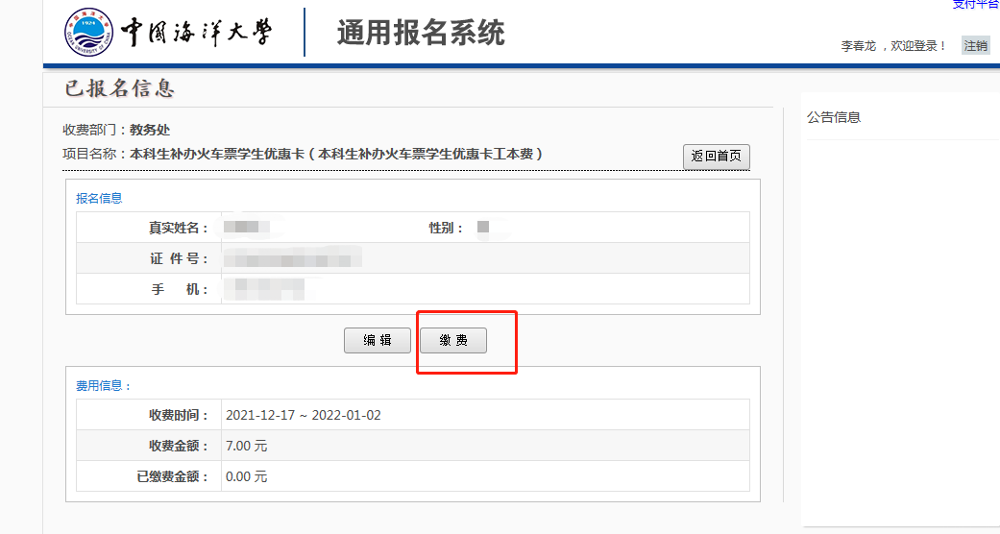 支付平台
中国海洋大学
1924
通用报名系统
李春龙 ，欢迎登录！ 注销
已报名信息
公告信息
收费部门：教务处
项目名称：本科生补办火车票学生优惠卡（本科生补办火车票学生优惠卡工本费）
返回首页
报名信息
真实姓名： 性别：
证 件 号：
手 机：
编 辑 缴 费
费用信息：
收费时间： 2021-12-17 ~ 2022-01-02
收费金额： 7.00 元
已缴费金额： 0.00 元